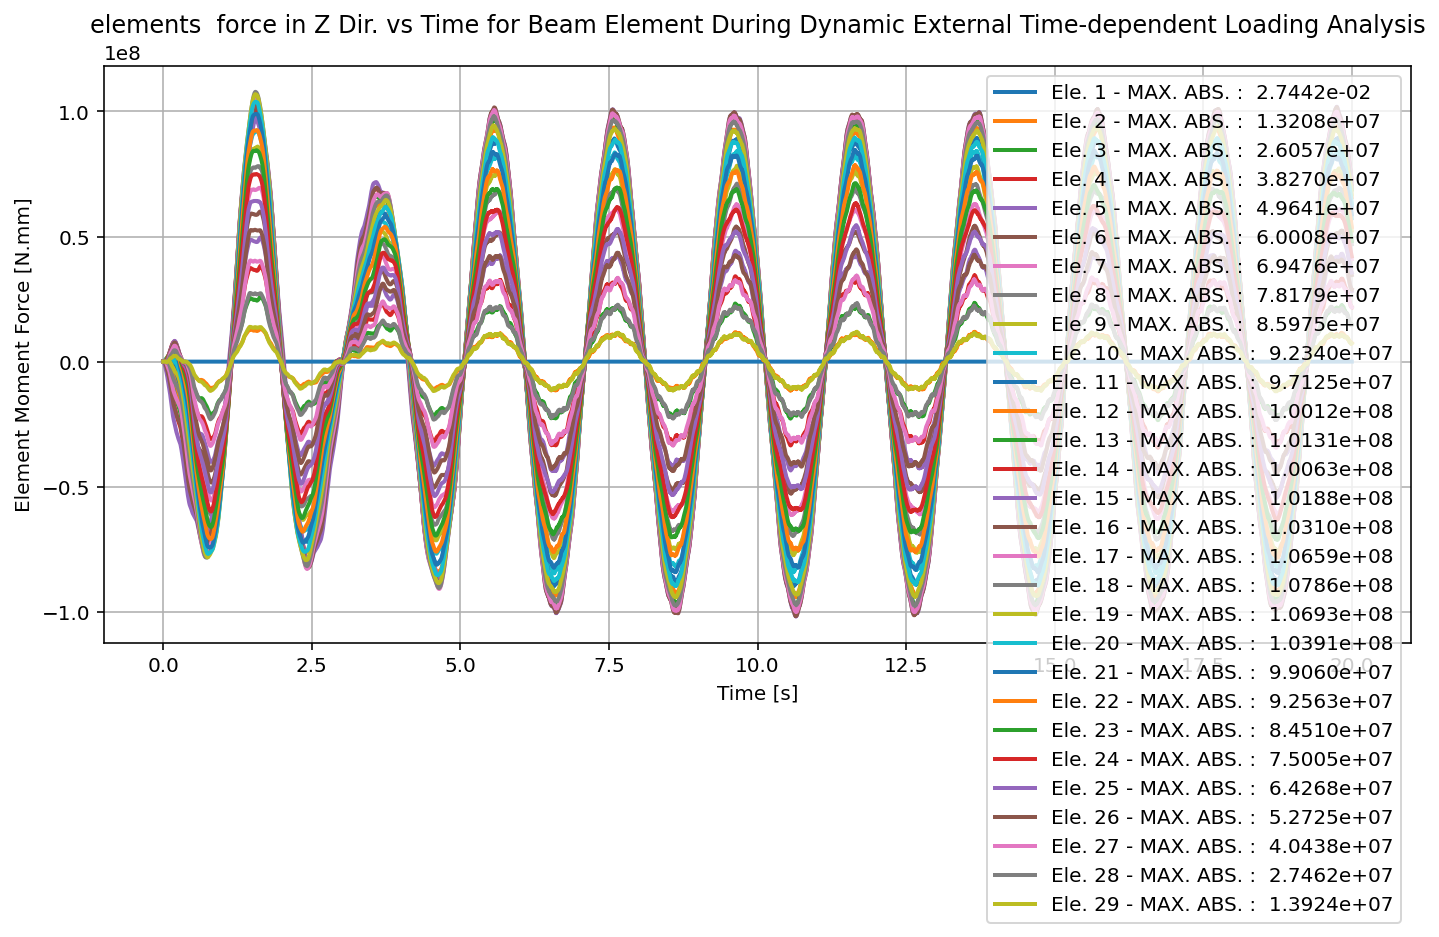 elements  force in Z Dir. vs Time for Beam Element During Dynamic External Time-dependent Loading Analysis
1e8
Element Moment Force [N.mm]
1.0
0.5
0.0
−0.5
−1.0
0.0
2.5
5.0
7.5
10.0
12.5
15.0
17.5
20.0
Time [s]
Ele. 1 - MAX. ABS. :  2.7442e-02
Ele. 2 - MAX. ABS. :  1.3208e+07
Ele. 3 - MAX. ABS. :  2.6057e+07
Ele. 4 - MAX. ABS. :  3.8270e+07
Ele. 5 - MAX. ABS. :  4.9641e+07
Ele. 6 - MAX. ABS. :  6.0008e+07
Ele. 7 - MAX. ABS. :  6.9476e+07
Ele. 8 - MAX. ABS. :  7.8179e+07
Ele. 9 - MAX. ABS. :  8.5975e+07
Ele. 10 - MAX. ABS. :  9.2340e+07
Ele. 11 - MAX. ABS. :  9.7125e+07
Ele. 12 - MAX. ABS. :  1.0012e+08
Ele. 13 - MAX. ABS. :  1.0131e+08
Ele. 14 - MAX. ABS. :  1.0063e+08
Ele. 15 - MAX. ABS. :  1.0188e+08
Ele. 16 - MAX. ABS. :  1.0310e+08
Ele. 17 - MAX. ABS. :  1.0659e+08
Ele. 18 - MAX. ABS. :  1.0786e+08
Ele. 19 - MAX. ABS. :  1.0693e+08
Ele. 20 - MAX. ABS. :  1.0391e+08
Ele. 21 - MAX. ABS. :  9.9060e+07
Ele. 22 - MAX. ABS. :  9.2563e+07
Ele. 23 - MAX. ABS. :  8.4510e+07
Ele. 24 - MAX. ABS. :  7.5005e+07
Ele. 25 - MAX. ABS. :  6.4268e+07
Ele. 26 - MAX. ABS. :  5.2725e+07
Ele. 27 - MAX. ABS. :  4.0438e+07
Ele. 28 - MAX. ABS. :  2.7462e+07
Ele. 29 - MAX. ABS. :  1.3924e+07